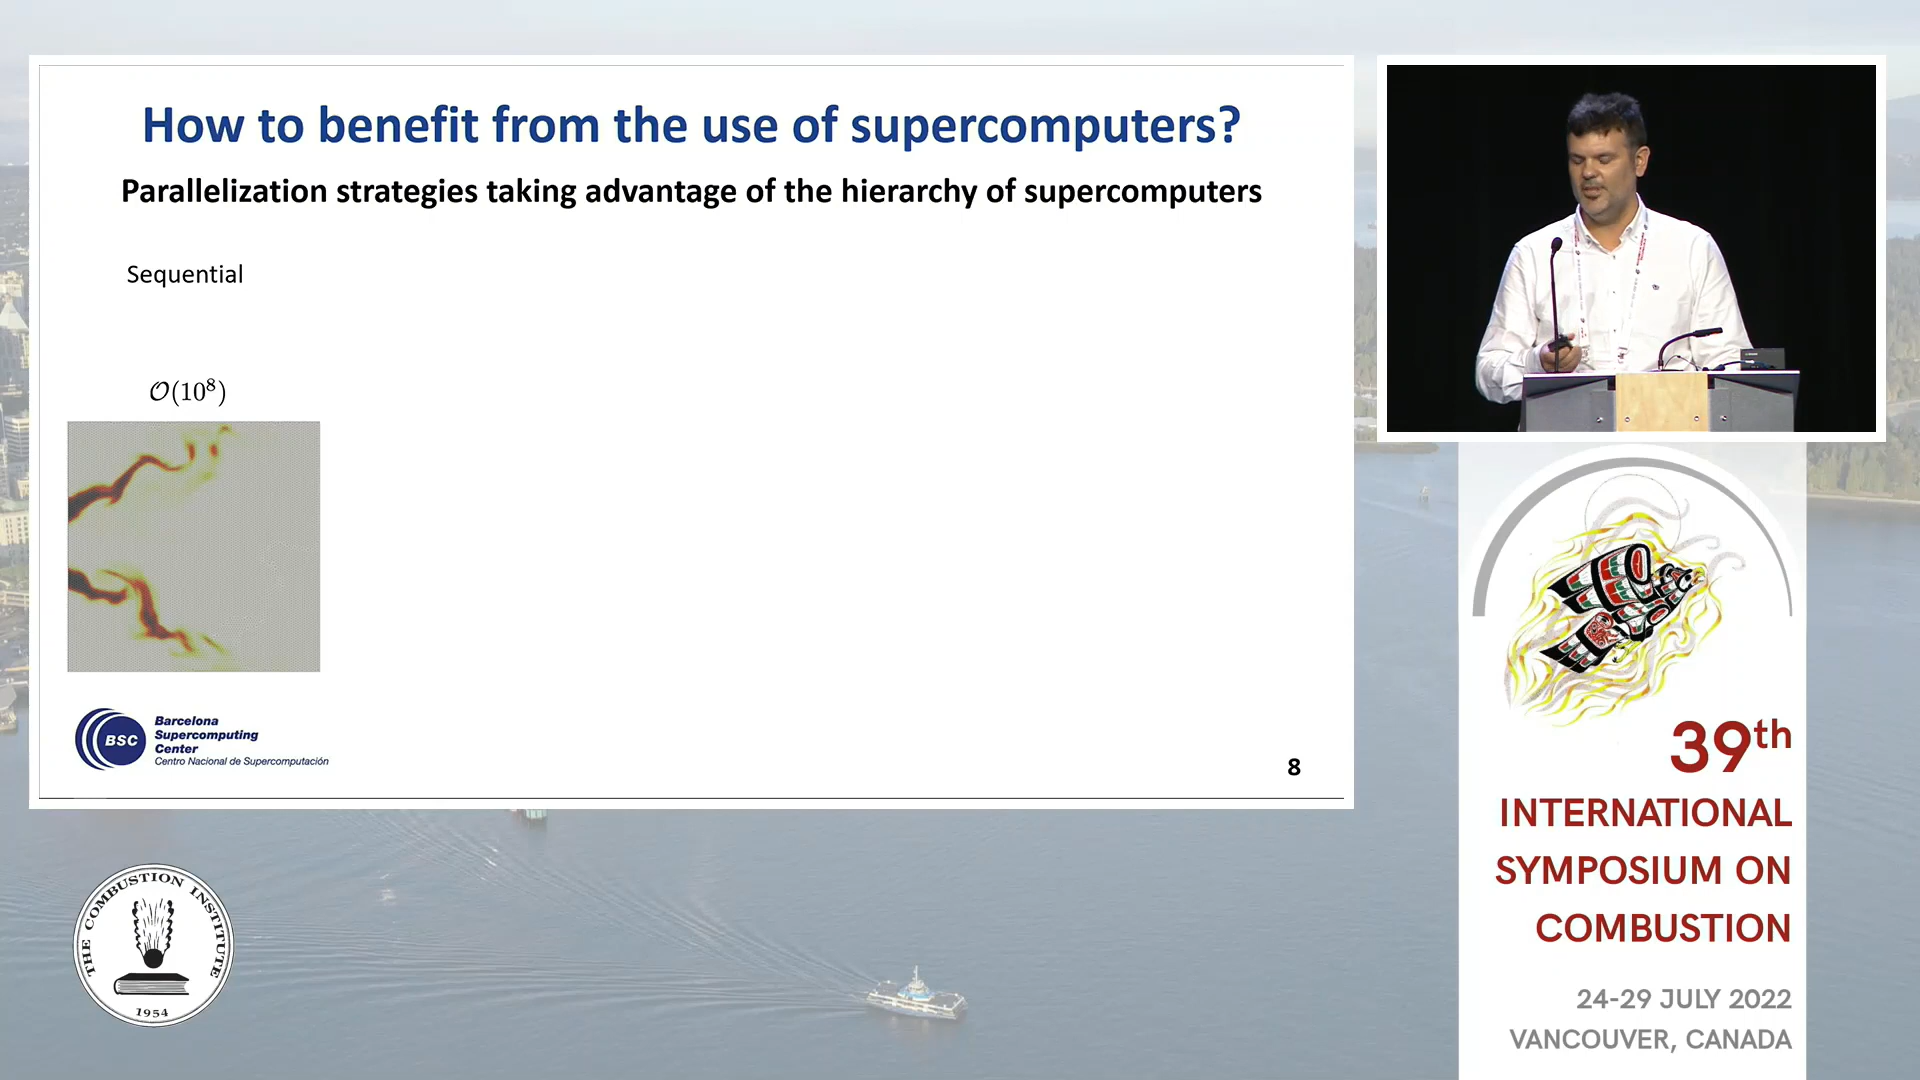 How to benefit from the use of supercomputers?
Parallelization strategies taking advantage of the hierarchy of supercomputers
Sequential
𝒪(10⁸)
BSC
Barcelona
Supercomputing
Center
Centro Nacional de Supercomputación
8
39th
INTERNATIONAL
SYMPOSIUM ON
COMBUSTION
24-29 JULY 2022
VANCOUVER, CANADA
THE COMBUSTION INSTITUTE
1954